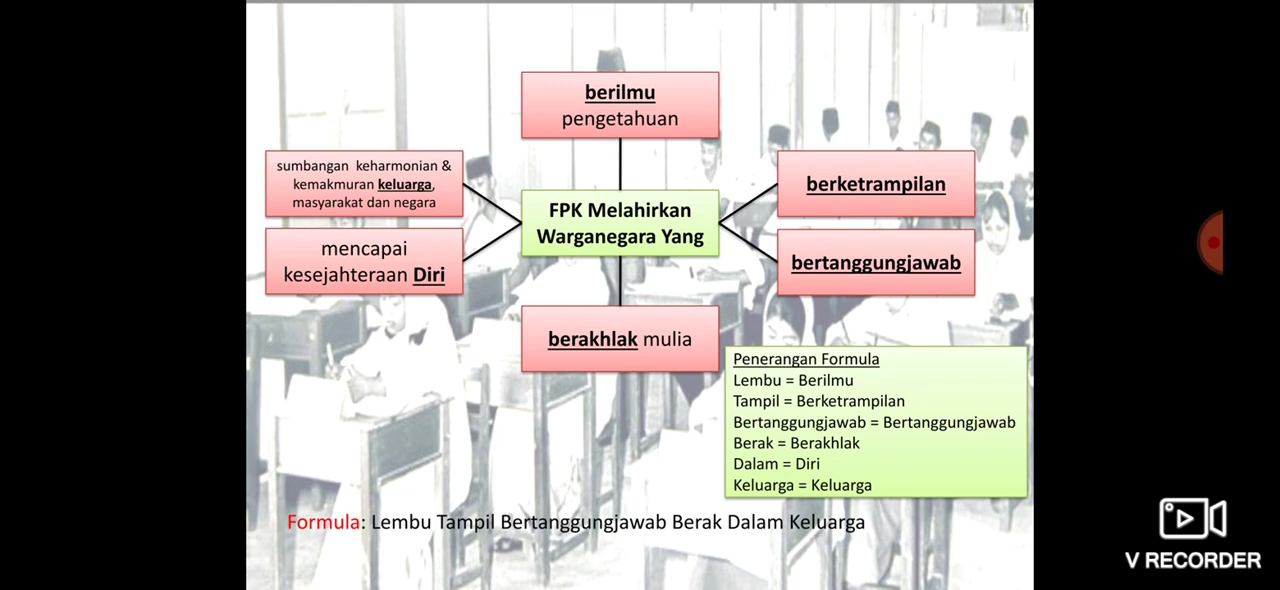 berilmu
pengetahuan
sumbangan keharmonian &
kemakmuran keluarga,
masyarakat dan negara
berketrampilan
FPK Melahirkan
Warganegara Yang
mencapai
kesejahteraan Diri
bertanggungjawab
berakhlak mulia
Penerangan Formula
Lembu = Berilmu
Tampil = Berketrampilan
Bertanggungjawab = Bertanggungjawab
Berak = Berakhlak
Dalam = Diri
Keluarga = Keluarga
Formula: Lembu Tampil Bertanggungjawab Berak Dalam Keluarga
V RECORDER